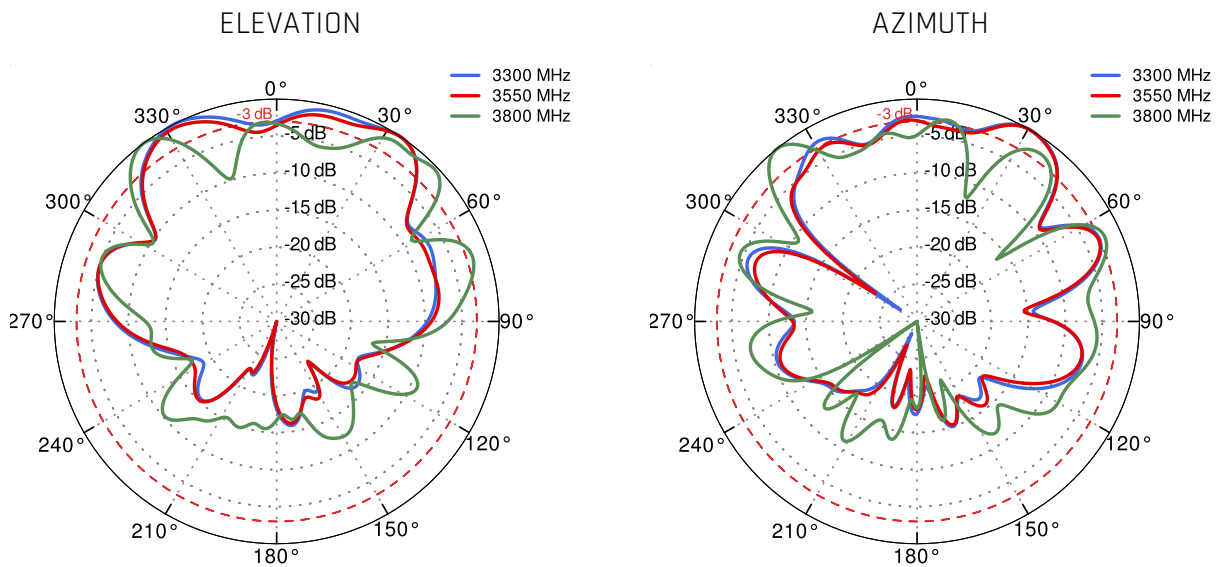 ELEVATION
3300 MHz
3550 MHz
3800 MHz
0°
330°
-3 dB
30°
-5 dB
-10 dB
300°
-15 dB
60°
-20 dB
-25 dB
270°
-30 dB
90°
240°
120°
210°
150°
180°
AZIMUTH
3300 MHz
3550 MHz
3800 MHz
0°
330°
-3 dB
30°
-5 dB
-10 dB
300°
-15 dB
60°
-20 dB
-25 dB
270°
-30 dB
90°
240°
120°
210°
150°
180°